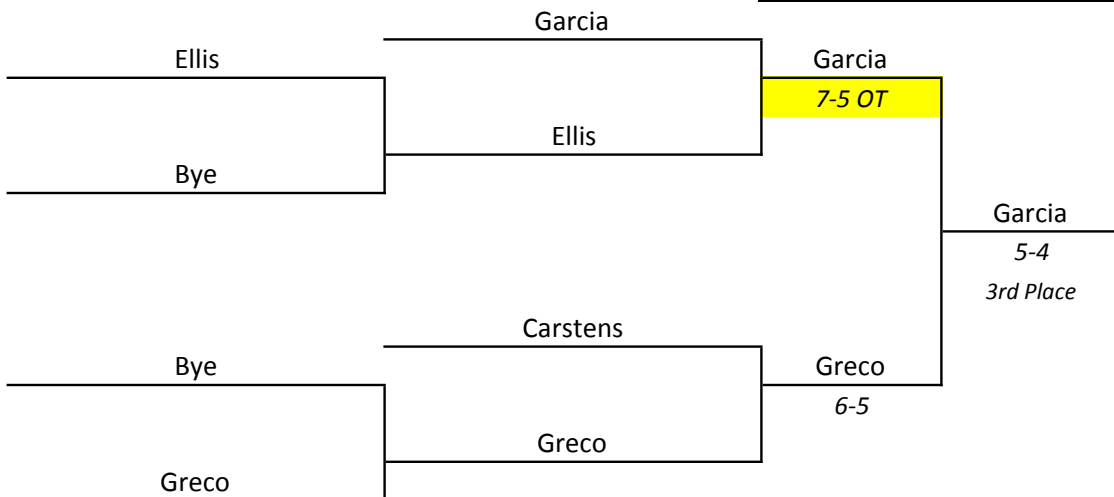 Garcia
Ellis
Garcia
7-5 OT
Ellis
Bye
Garcia
5-4
3rd Place
Carstens
Bye
Greco
6-5
Greco
Greco